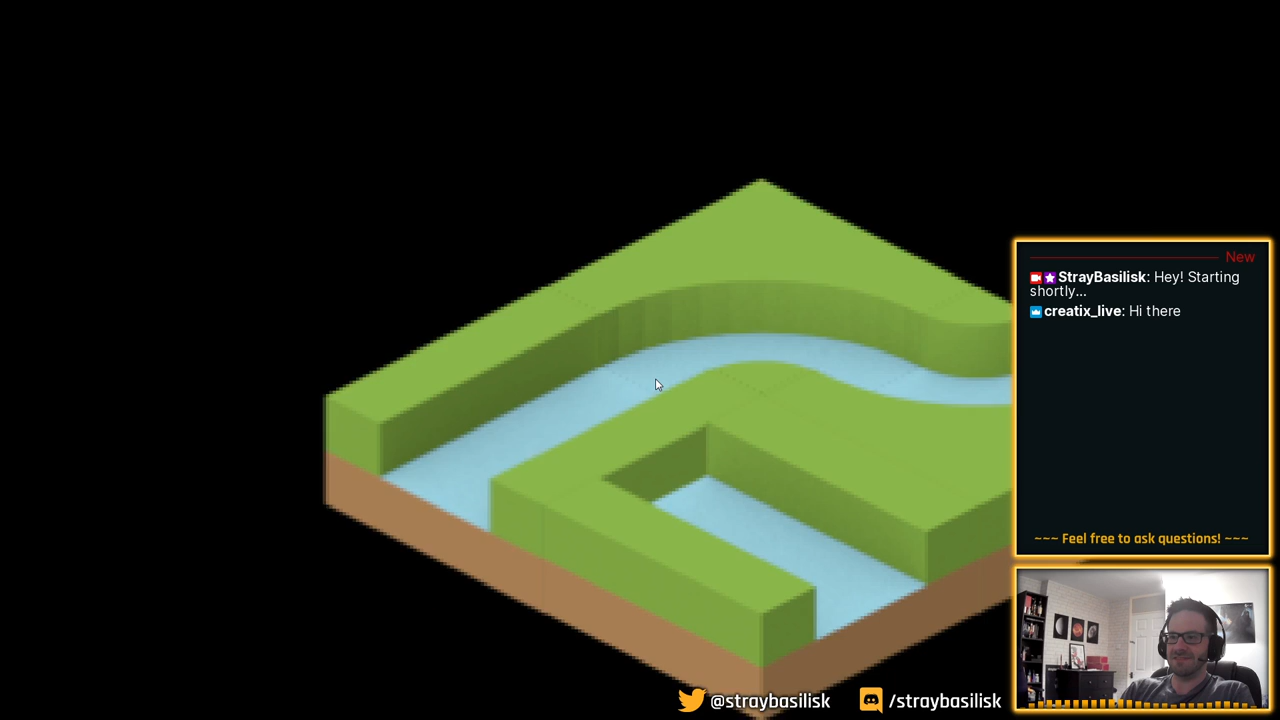 New
StrayBasilisk: Hey! Starting
shortly...
creatix_live: Hi there
~~~ Feel free to ask questions! ~~~
@straybasilisk
/straybasilisk